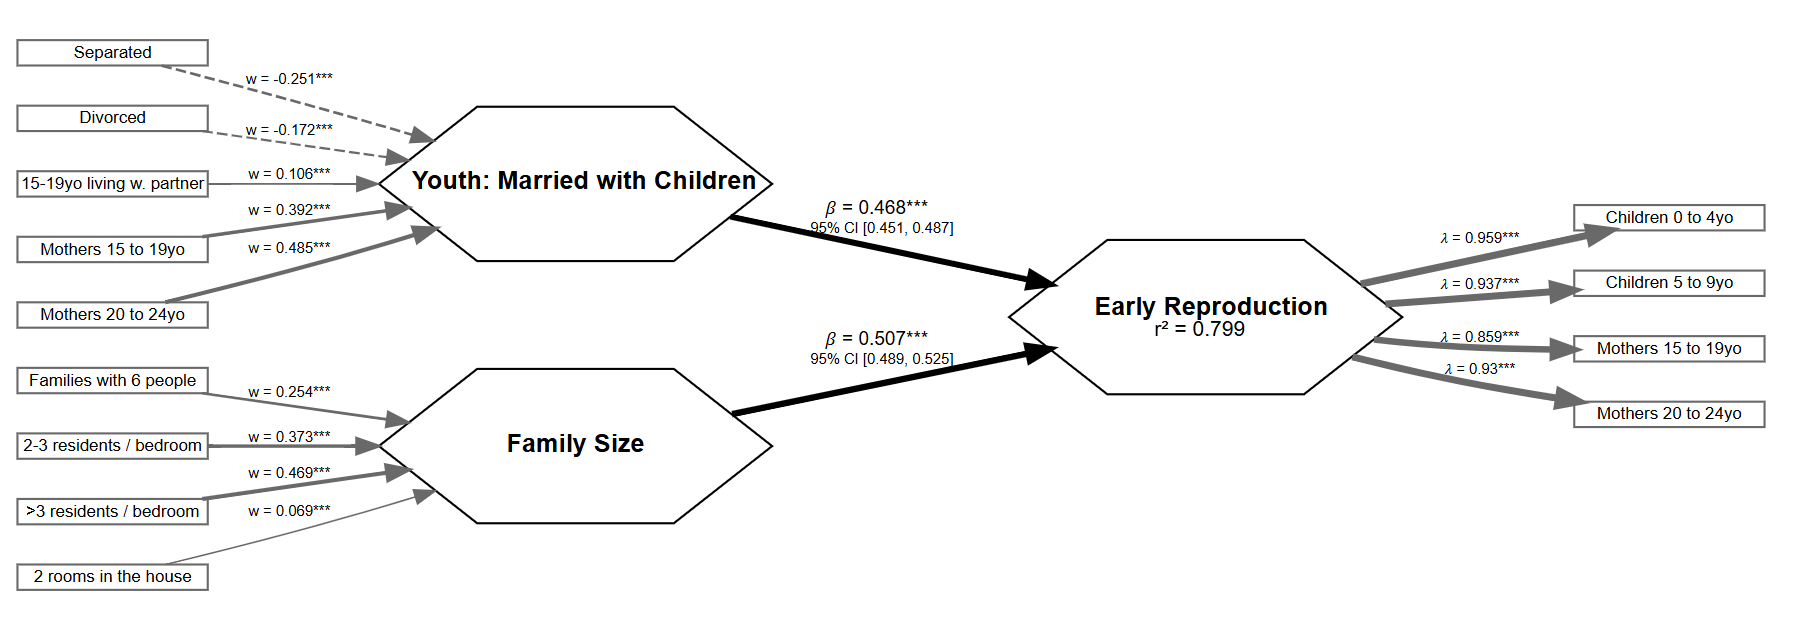 Separated
w = -0.251***
Divorced
w = -0.172***
15-19yo living w. partner
w = 0.106***
Mothers 15 to 19yo
w = 0.392***
Mothers 20 to 24yo
w = 0.485***
Youth: Married with Children
Families with 6 people
w = 0.254***
2-3 residents / bedroom
w = 0.373***
>3 residents / bedroom
w = 0.469***
2 rooms in the house
w = 0.069***
Family Size
β = 0.468***
95% CI [0.451, 0.487]
β = 0.507***
95% CI [0.489, 0.525]
Early Reproduction
r² = 0.799
λ = 0.959***
Children 0 to 4yo
λ = 0.937***
Children 5 to 9yo
λ = 0.859***
Mothers 15 to 19yo
λ = 0.93***
Mothers 20 to 24yo